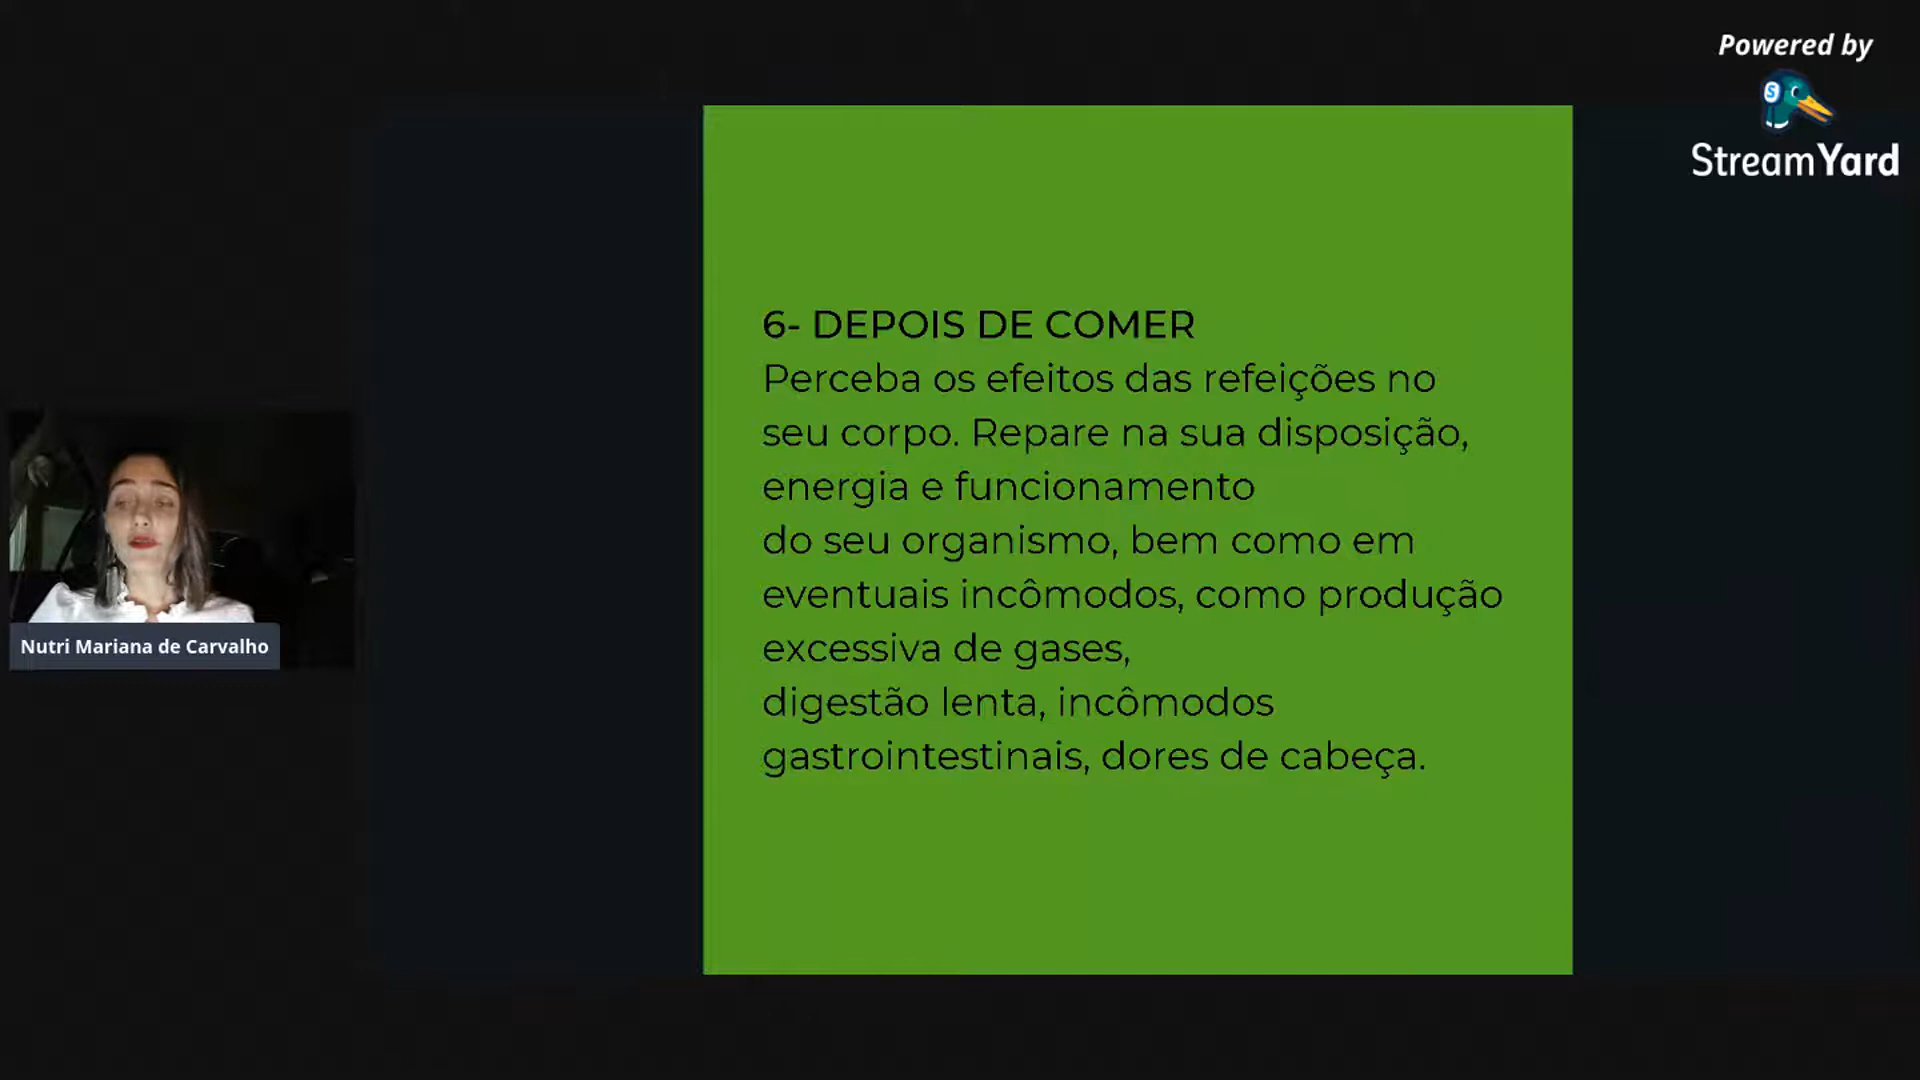 Powered by
StreamYard
6- DEPOIS DE COMER
Perceba os efeitos das refeições no
seu corpo. Repare na sua disposição,
energia e funcionamento
do seu organismo, bem como em
eventuais incômodos, como produção
excessiva de gases,
digestão lenta, incômodos
gastrointestinais, dores de cabeça.
Nutri Mariana de Carvalho